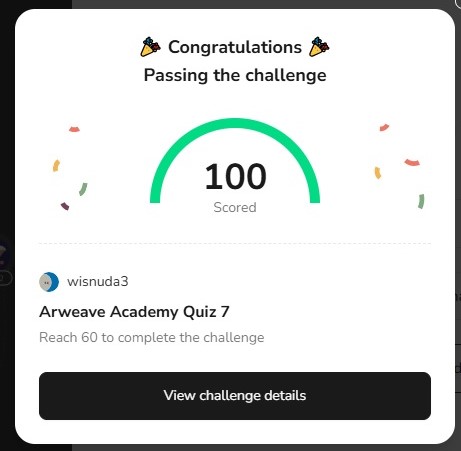 Congratulations
Passing the challenge
100
Scored
wisnuda3
Arweave Academy Quiz 7
Reach 60 to complete the challenge
View challenge details